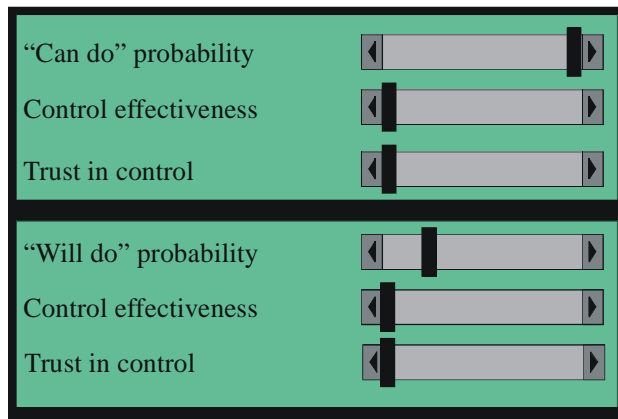 “Can do” probability
Control effectiveness
Trust in control
“Will do” probability
Control effectiveness
Trust in control